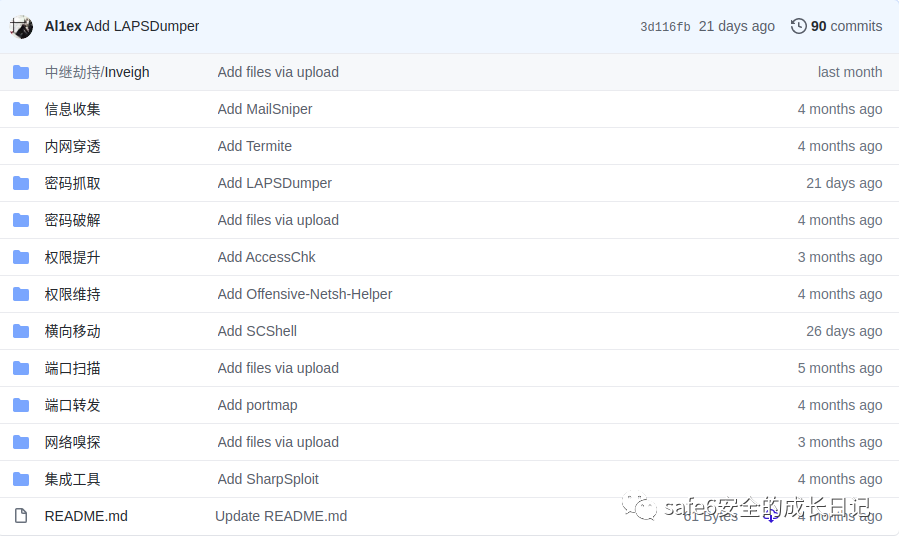 Al1ex Add LAPSDumper 3d116fb 21 days ago 90 commits
中继劫持/Inveigh Add files via upload last month
信息收集 Add MailSniper 4 months ago
内网穿透 Add Termite 4 months ago
密码抓取 Add LAPSDumper 21 days ago
密码破解 Add files via upload 4 months ago
权限提升 Add AccessChk 3 months ago
权限维持 Add Offensive-Netsh-Helper 4 months ago
横向移动 Add SCShell 26 days ago
端口扫描 Add files via upload 5 months ago
端口转发 Add portmap 4 months ago
网络嗅探 Add files via upload 3 months ago
集成工具 Add SharpSploit 4 months ago
README.md Update README.md 61 Bytes 4 months ago
safe6安全的成长日记